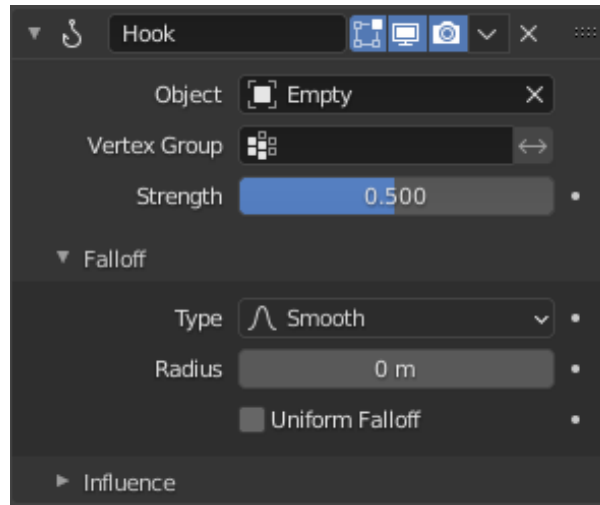 Hook
Object Empty
Vertex Group
Strength 0.500
Falloff
Type Smooth
Radius 0 m
Uniform Falloff
Influence